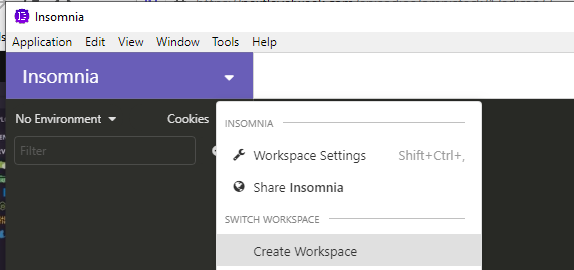 Insomnia
Application Edit View Window Tools Help
Insomnia
No Environment Cookies
Filter
INSOMNIA
Workspace Settings Shift+Ctrl+,
Share Insomnia
SWITCH WORKSPACE
Create Workspace